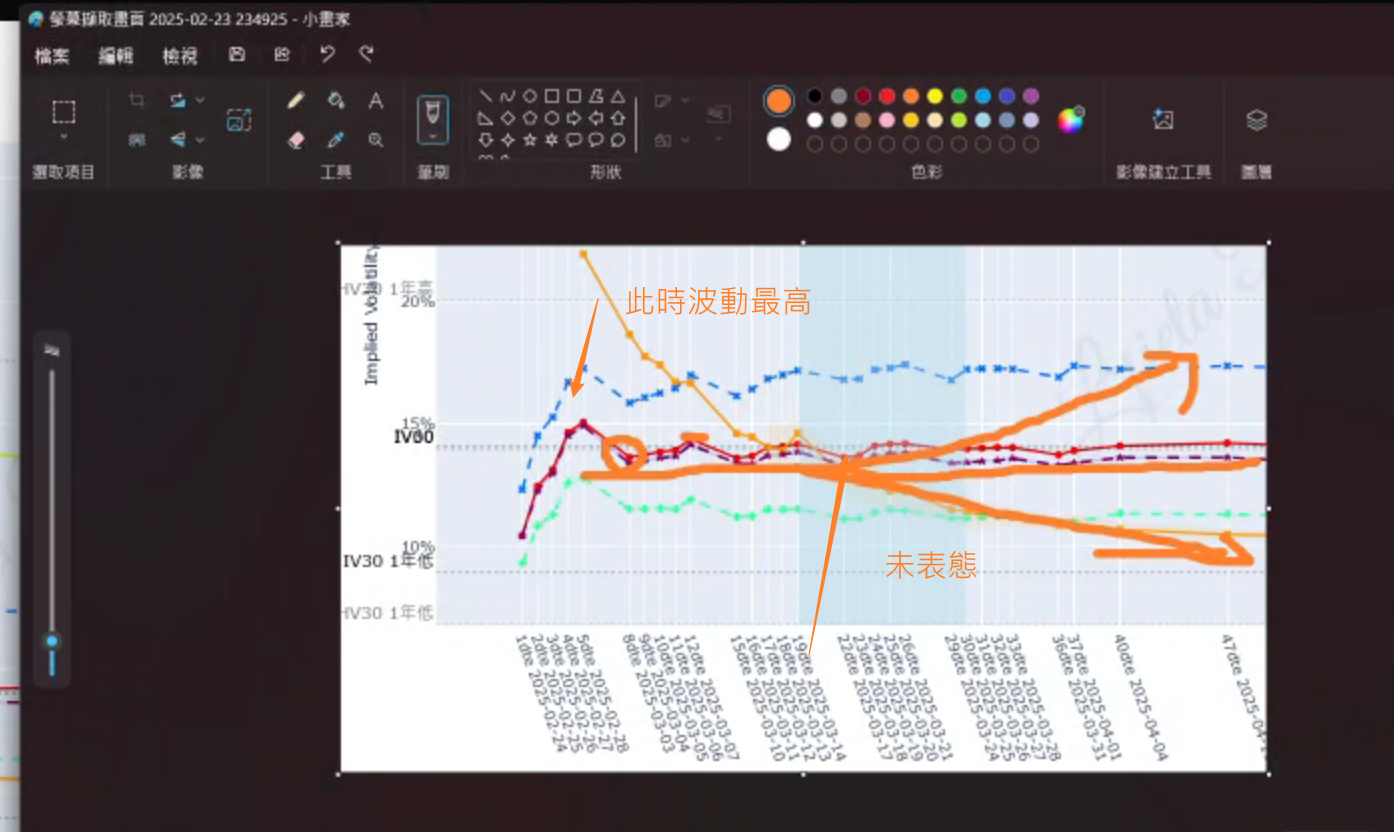 螢幕擷取畫面 2025-02-23 234925 - 小畫家
檔案 編輯 檢視
選取項目 影像 工具 筆刷 形狀 色彩 影像建立工具 圖層
Implied Volatility
HV30 1年高
20%
15%
IV30
10%
IV30 1年低
HV30 1年低
此時波動最高
未表態
1dte 2025-02-24
2dte 2025-02-25
3dte 2025-02-26
4dte 2025-02-27
5dte 2025-02-28
8dte 2025-03-03
9dte 2025-03-04
10dte 2025-03-05
11dte 2025-03-06
12dte 2025-03-07
15dte 2025-03-10
16dte 2025-03-11
17dte 2025-03-12
18dte 2025-03-13
19dte 2025-03-14
22dte 2025-03-17
23dte 2025-03-18
24dte 2025-03-19
25dte 2025-03-20
26dte 2025-03-21
29dte 2025-03-24
30dte 2025-03-25
31dte 2025-03-26
32dte 2025-03-27
33dte 2025-03-28
36dte 2025-03-31
37dte 2025-04-01
40dte 2025-04-04
47dte 2025-04-